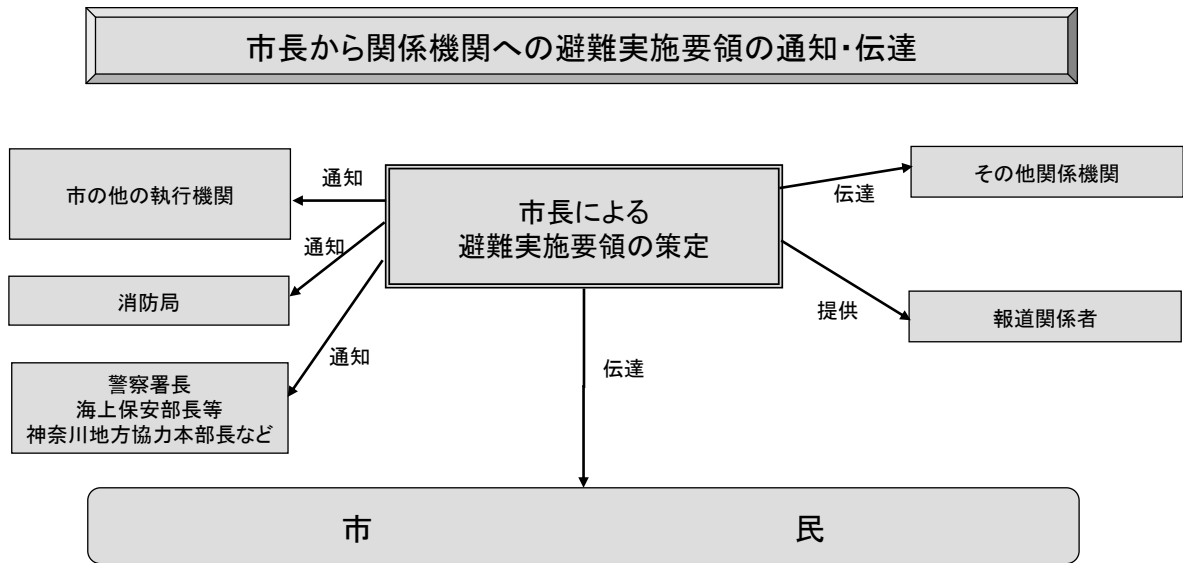 市長から関係機関への避難実施要領の通知・伝達
市の他の執行機関
通知
市長による
避難実施要領の策定
伝達
その他関係機関
通知
消防局
提供
報道関係者
通知
警察署長
海上保安部長等
神奈川地方協力本部長など
伝達
市 民